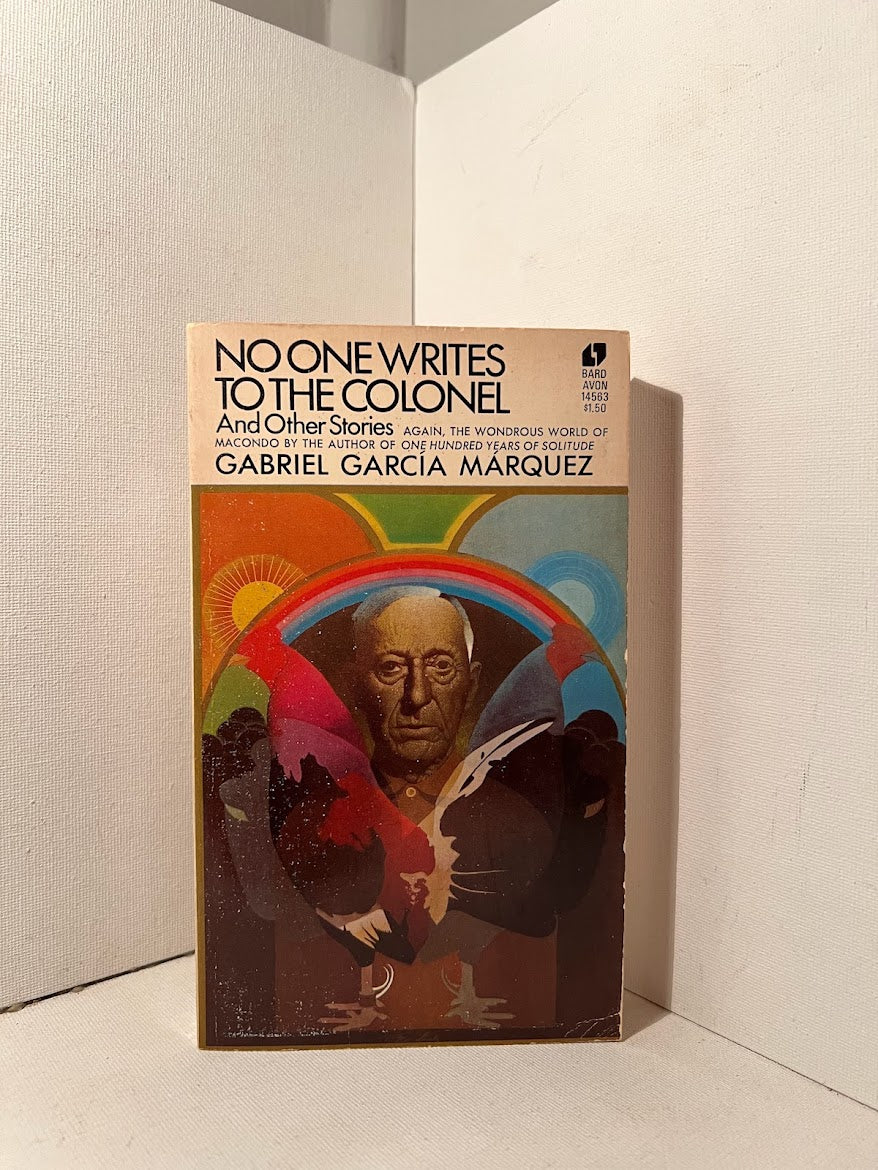 NO ONE WRITES
TO THE COLONEL
And Other Stories AGAIN, THE WONDROUS WORLD OF
MACONDO BY THE AUTHOR OF ONE HUNDRED YEARS OF SOLITUDE
GABRIEL GARCÍA MÁRQUEZ
BARD
AVON
14563
$1.50